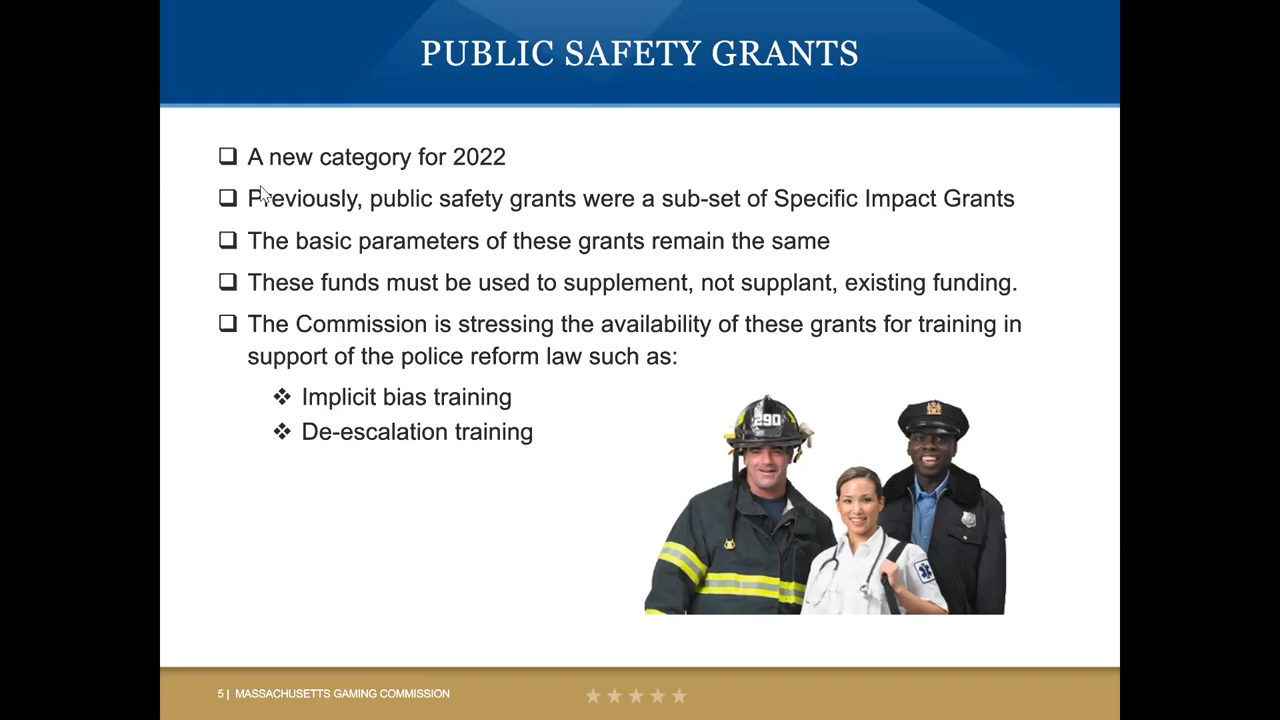 PUBLIC SAFETY GRANTS
A new category for 2022
Previously, public safety grants were a sub-set of Specific Impact Grants
The basic parameters of these grants remain the same
These funds must be used to supplement, not supplant, existing funding.
The Commission is stressing the availability of these grants for training in
support of the police reform law such as:
Implicit bias training
De-escalation training
290
5 | MASSACHUSETTS GAMING COMMISSION